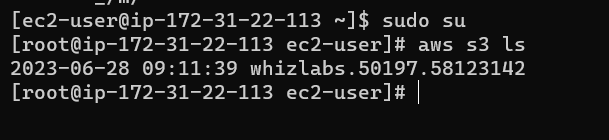 [ec2-user@ip-172-31-22-113 ~]$ sudo su
[root@ip-172-31-22-113 ec2-user]# aws s3 ls
2023-06-28 09:11:39 whizlabs.50197.58123142
[root@ip-172-31-22-113 ec2-user]#